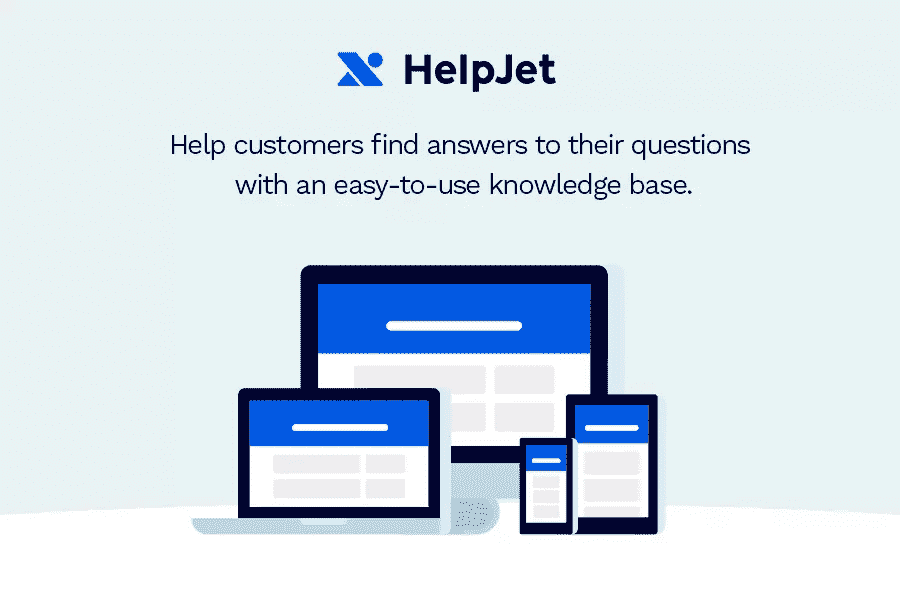 HelpJet
Help customers find answers to their questions
with an easy-to-use knowledge base.